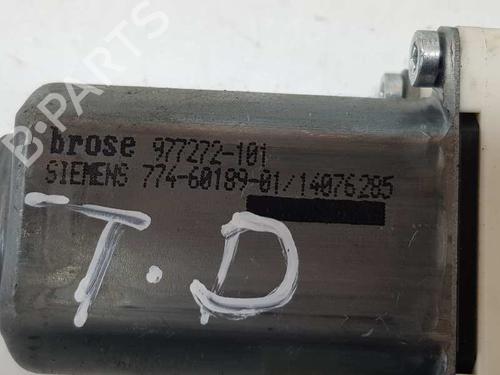 B-PARTS
brose 977272-101
SIEMENS 774-60189-01/14076285
T.D